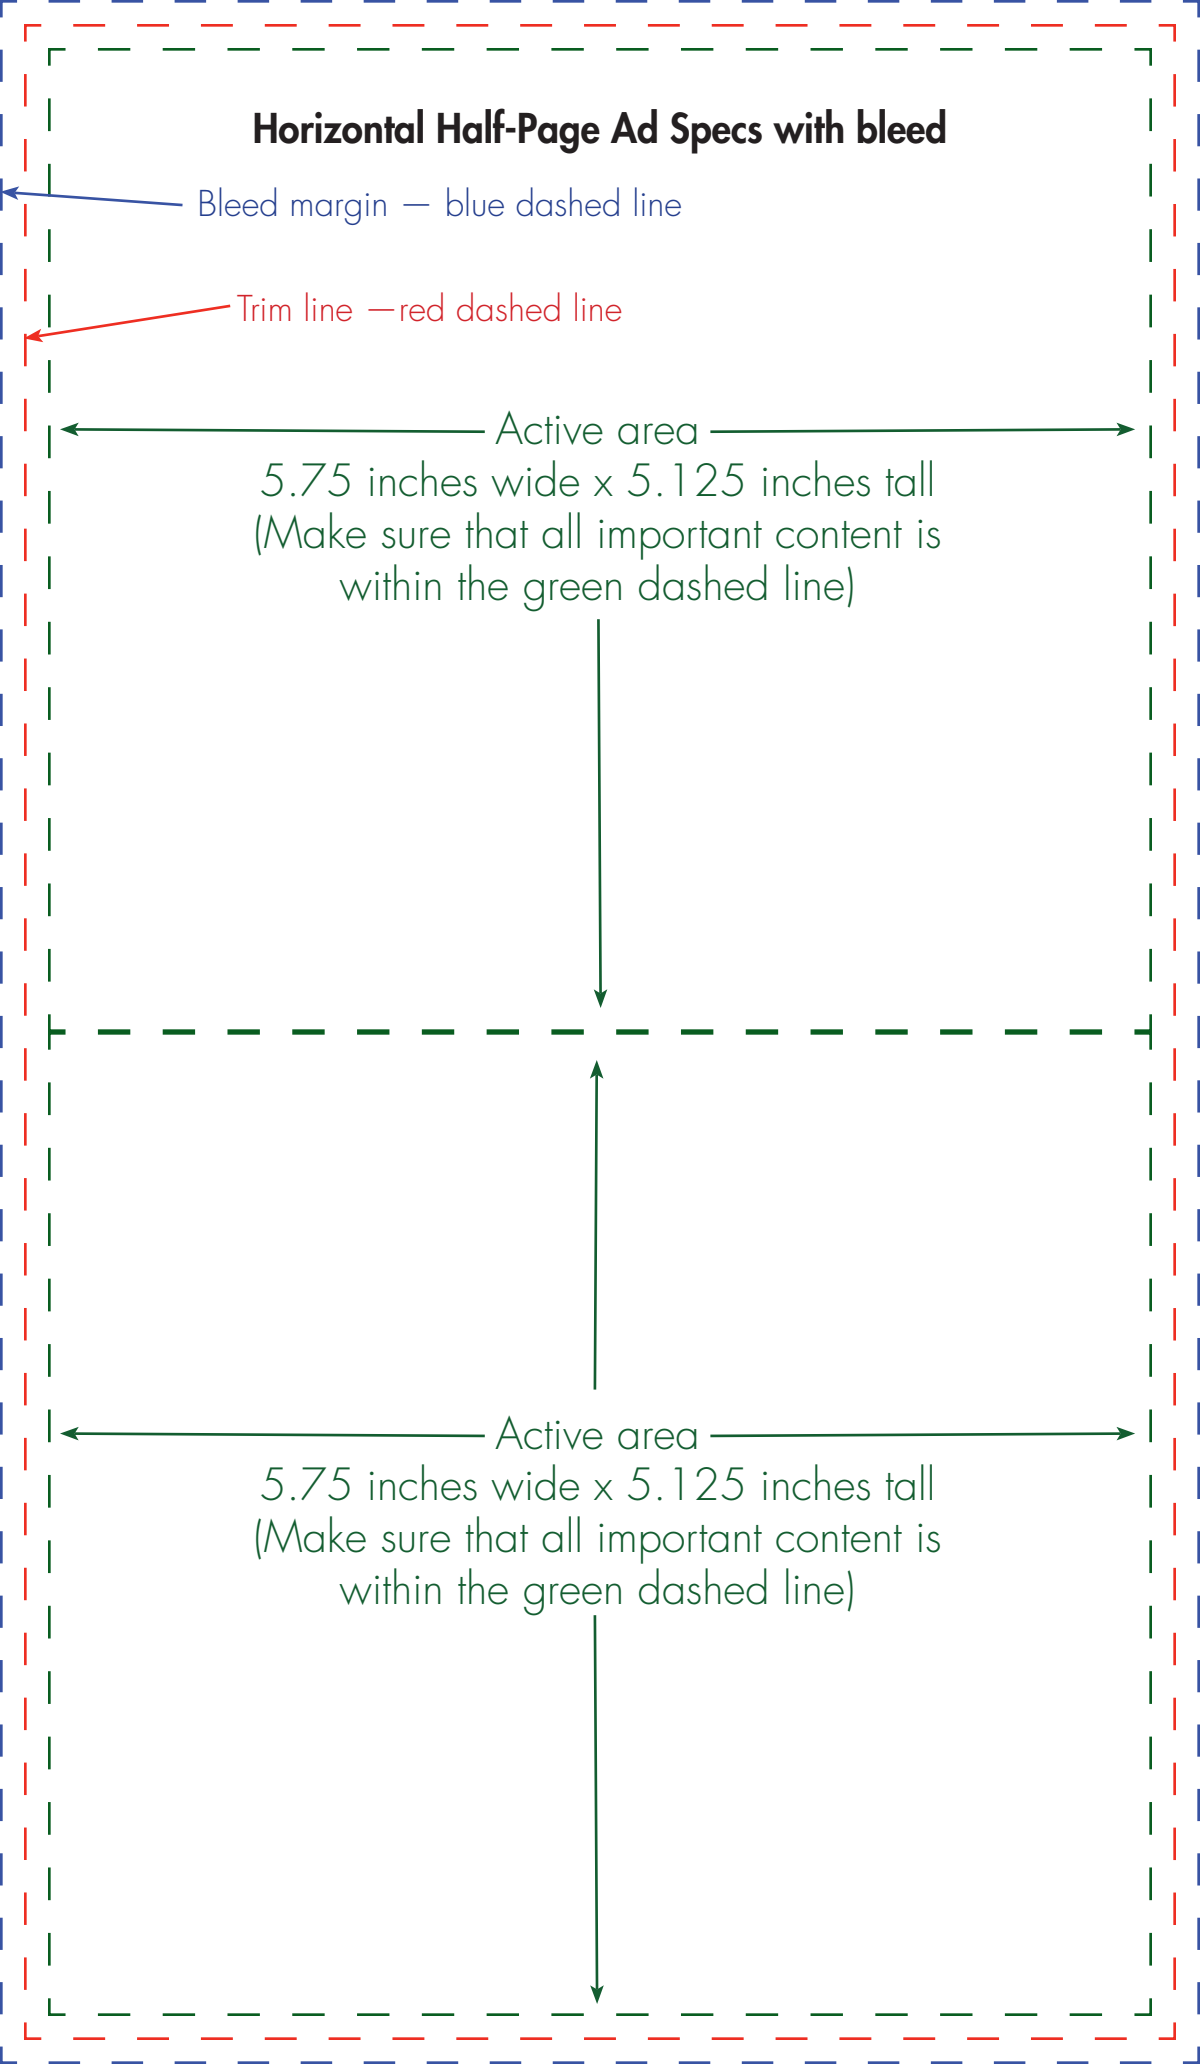 Horizontal Half-Page Ad Specs with bleed
Bleed margin — blue dashed line
Trim line —red dashed line
Active area
5.75 inches wide x 5.125 inches tall
(Make sure that all important content is
within the green dashed line)
Active area
5.75 inches wide x 5.125 inches tall
(Make sure that all important content is
within the green dashed line)